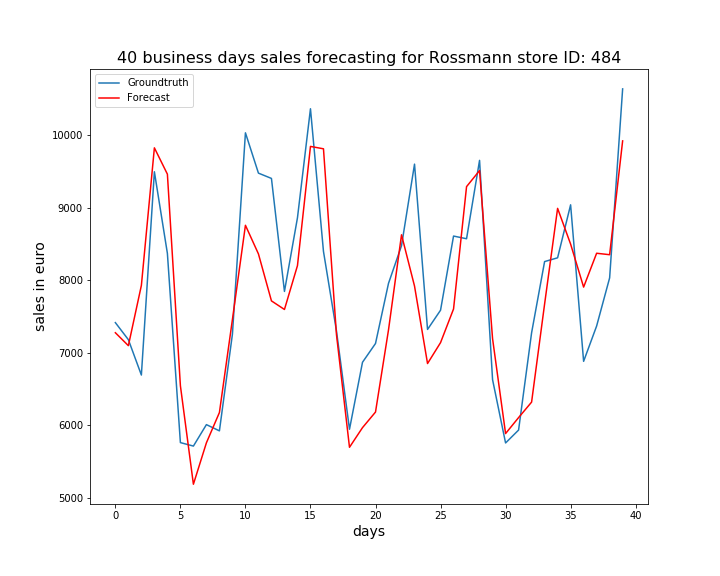 40 business days sales forecasting for Rossmann store ID: 484
Groundtruth
Forecast
10000
9000
8000
7000
6000
5000
sales in euro
0 5 10 15 20 25 30 35 40
days